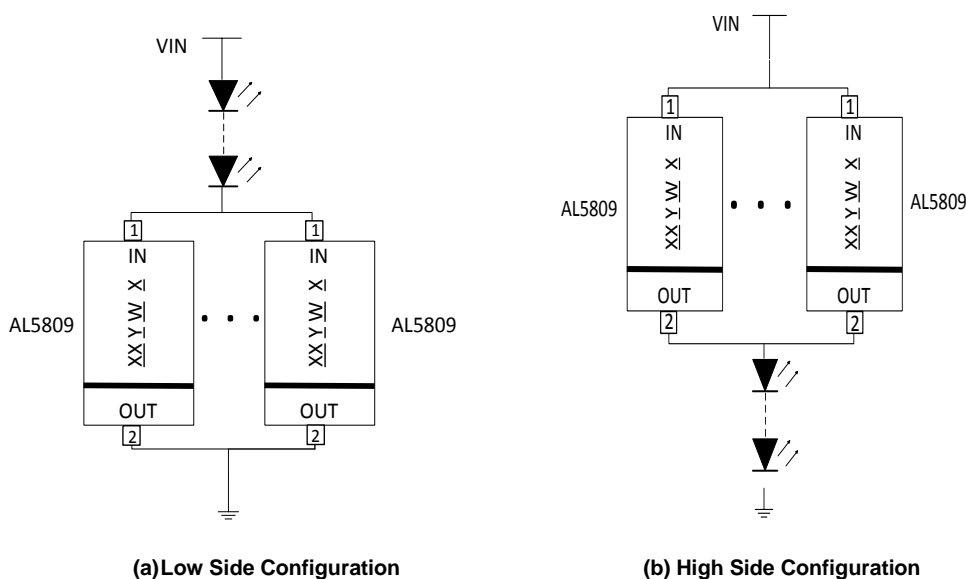 VIN
1
IN
XX Y W X
OUT
2
AL5809
1
IN
XX Y W X
OUT
2
AL5809
(a)Low Side Configuration
VIN
1
IN
XX Y W X
OUT
2
AL5809
1
IN
XX Y W X
OUT
2
AL5809
(b) High Side Configuration